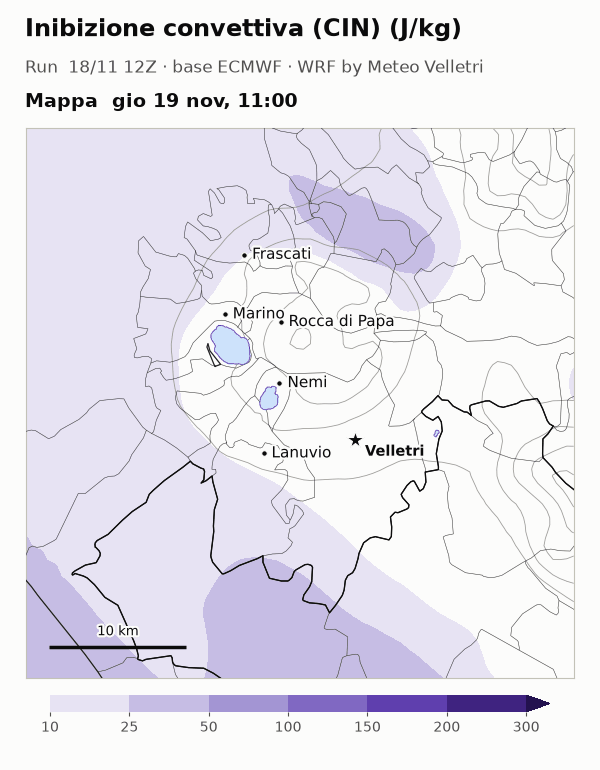 Inibizione convettiva (CIN) (J/kg)
Run  18/11 12Z · base ECMWF · WRF by Meteo Velletri
Mappa  gio 19 nov, 11:00
Frascati
Marino
Rocca di Papa
Nemi
Velletri
Lanuvio
10 km
10 25 50 100 150 200 300